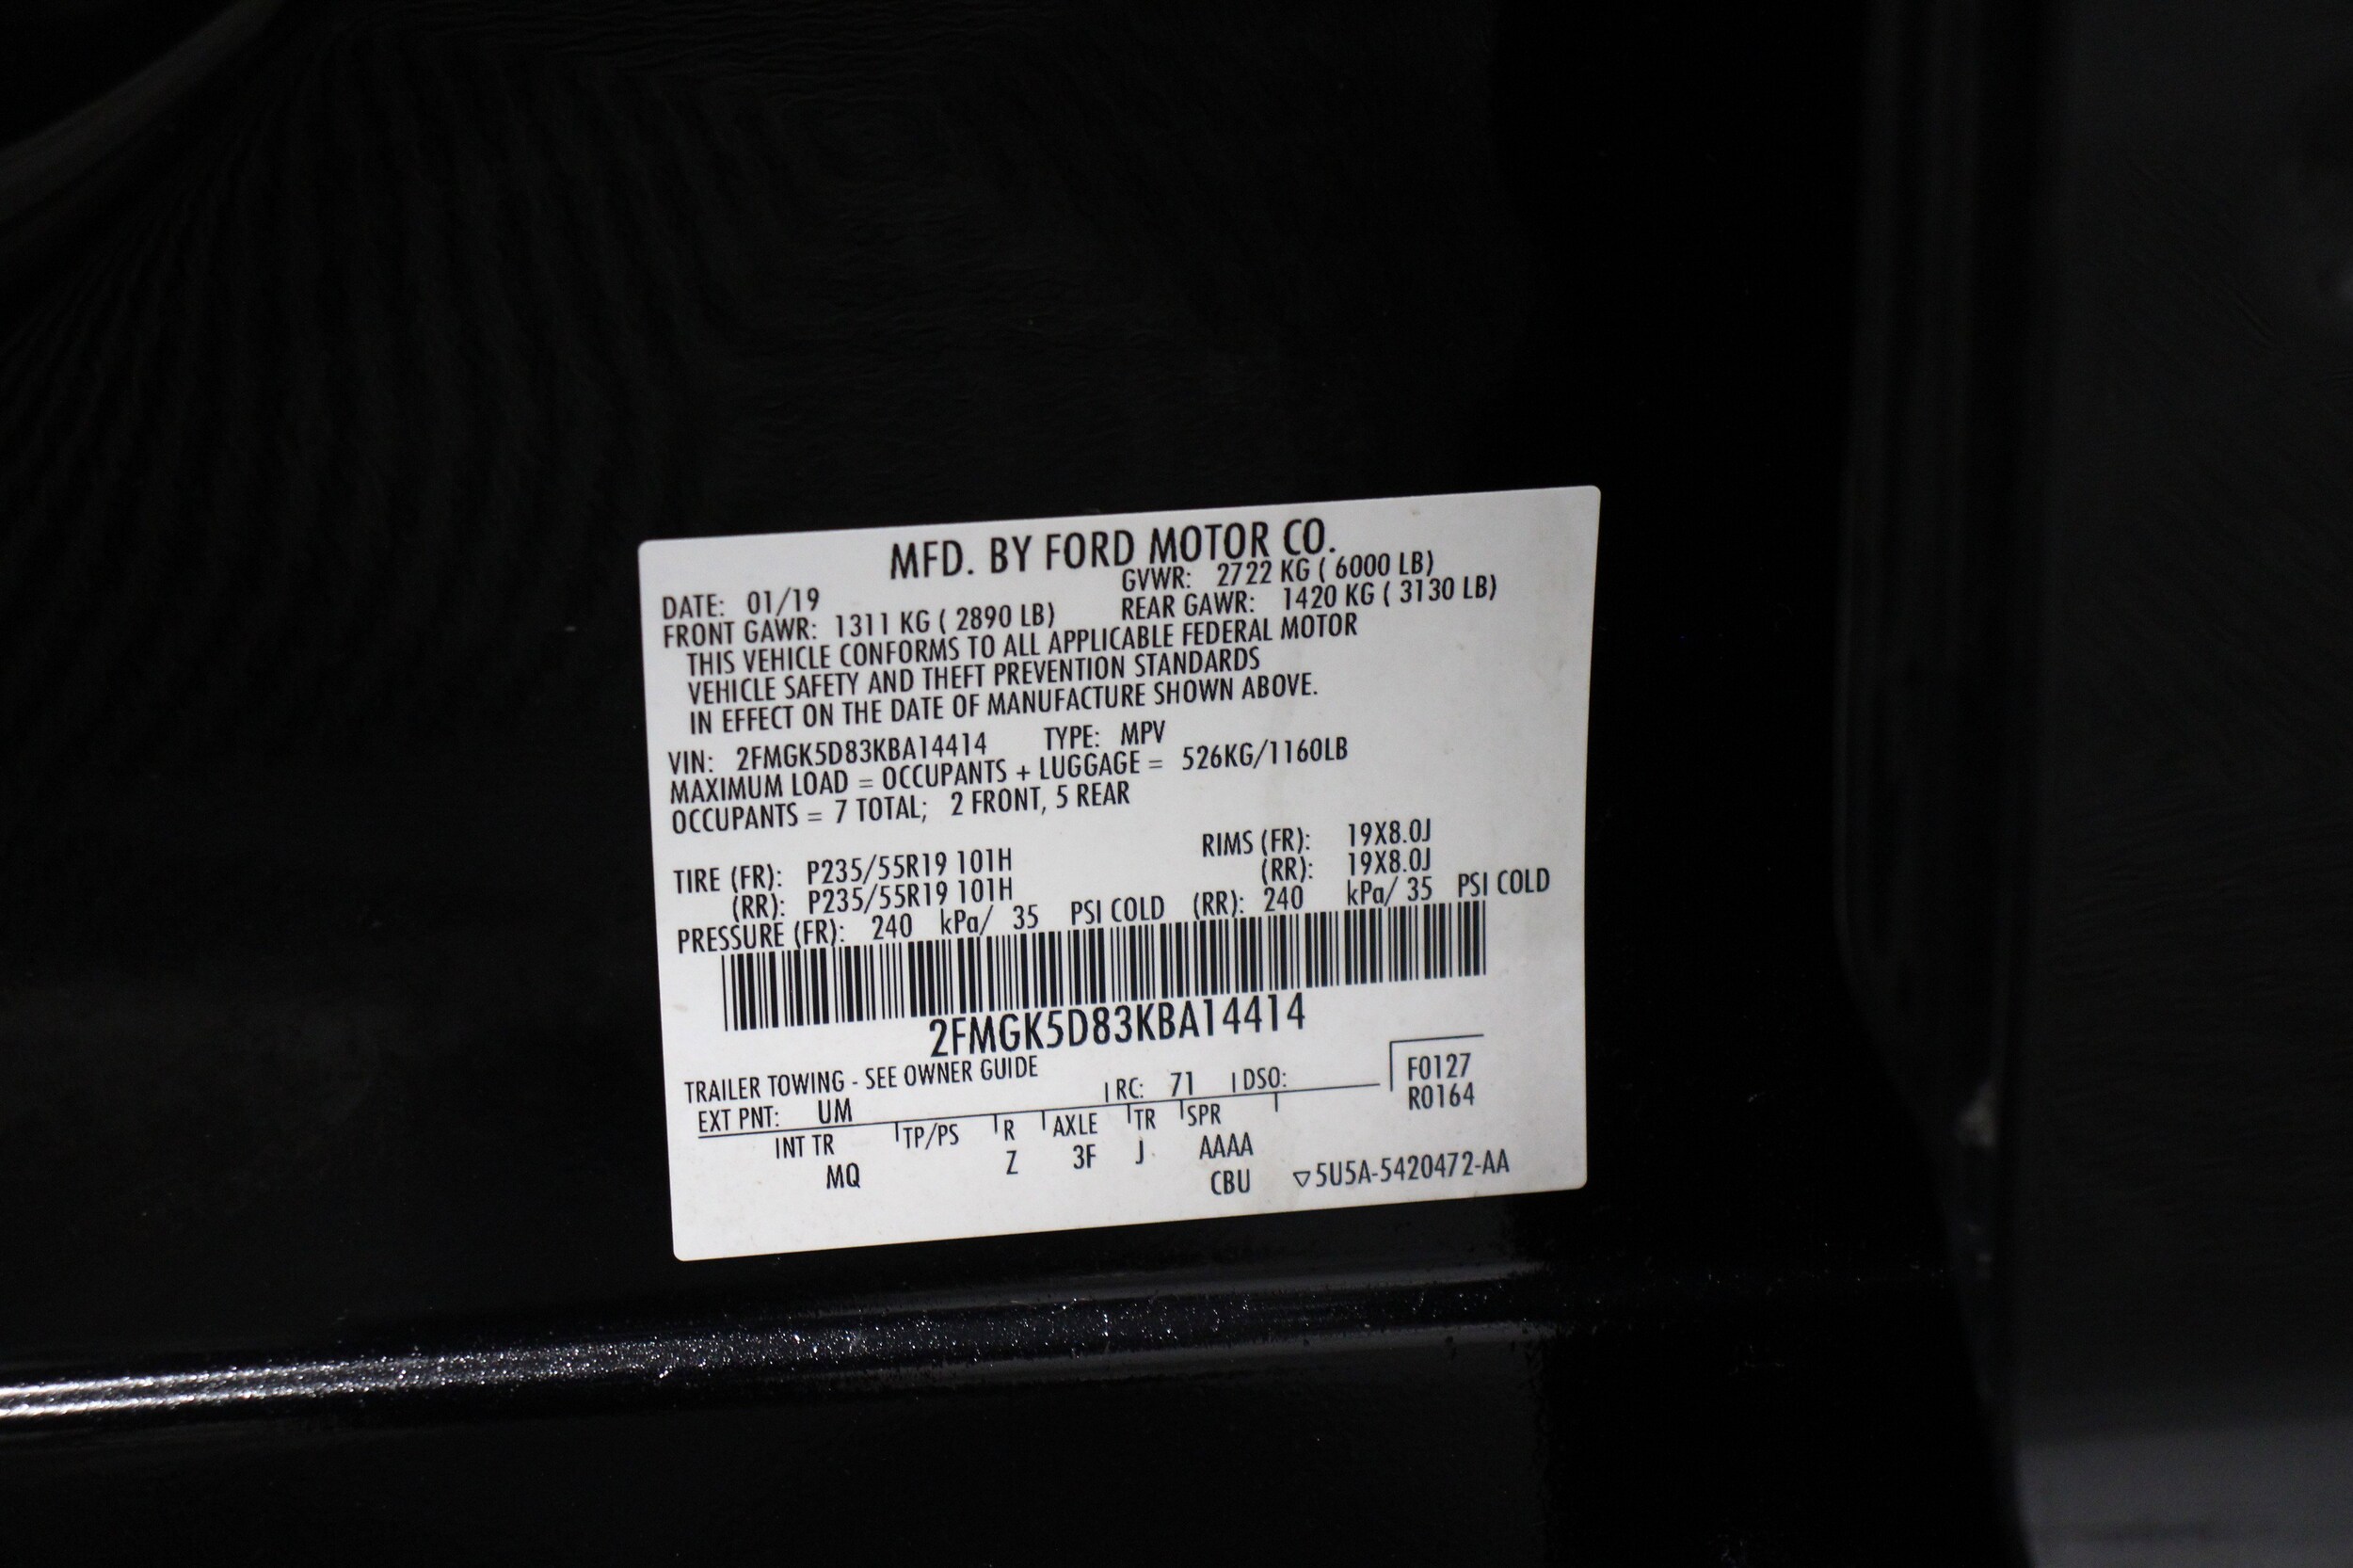 MFD. BY FORD MOTOR CO.
DATE: 01/19 GVWR: 2722 KG ( 6000 LB)
FRONT GAWR: 1311 KG ( 2890 LB) REAR GAWR: 1420 KG ( 3130 LB)
THIS VEHICLE CONFORMS TO ALL APPLICABLE FEDERAL MOTOR
VEHICLE SAFETY AND THEFT PREVENTION STANDARDS
IN EFFECT ON THE DATE OF MANUFACTURE SHOWN ABOVE.
VIN: 2FMGK5D83KBA14414 TYPE: MPV
MAXIMUM LOAD = OCCUPANTS + LUGGAGE = 526KG/1160LB
OCCUPANTS = 7 TOTAL; 2 FRONT, 5 REAR
TIRE (FR): P235/55R19 101H RIMS (FR): 19X8.0J
(RR): P235/55R19 101H (RR): 19X8.0J
PRESSURE (FR): 240 kPa/ 35 PSI COLD (RR): 240 kPa/ 35 PSI COLD
2FMGK5D83KBA14414
TRAILER TOWING - SEE OWNER GUIDE
EXT PNT: UM RC: 71 DSO: F0127
R0164
INT TR TP/PS R AXLE TR SPR
MQ Z 3F J AAAA
CBU ▽5U5A-5420472-AA